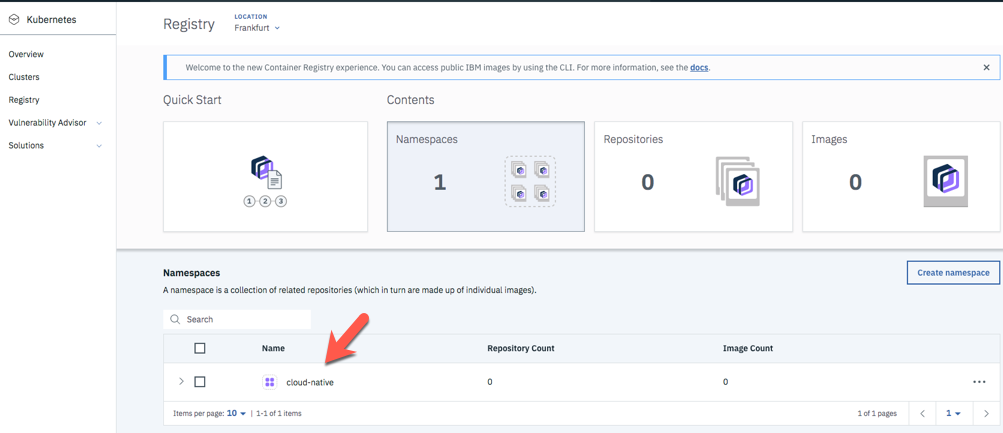 Kubernetes
Overview
Clusters
Registry
Vulnerability Advisor
Solutions
Registry
LOCATION
Frankfurt
Welcome to the new Container Registry experience. You can access public IBM images by using the CLI. For more information, see the docs.
Quick Start
1 2 3
Contents
Namespaces
1
Repositories
0
Images
0
Namespaces
Create namespace
A namespace is a collection of related repositories (which in turn are made up of individual images).
Search
Name Repository Count Image Count
cloud-native 0 0
Items per page: 10 | 1-1 of 1 items 1 of 1 pages 1